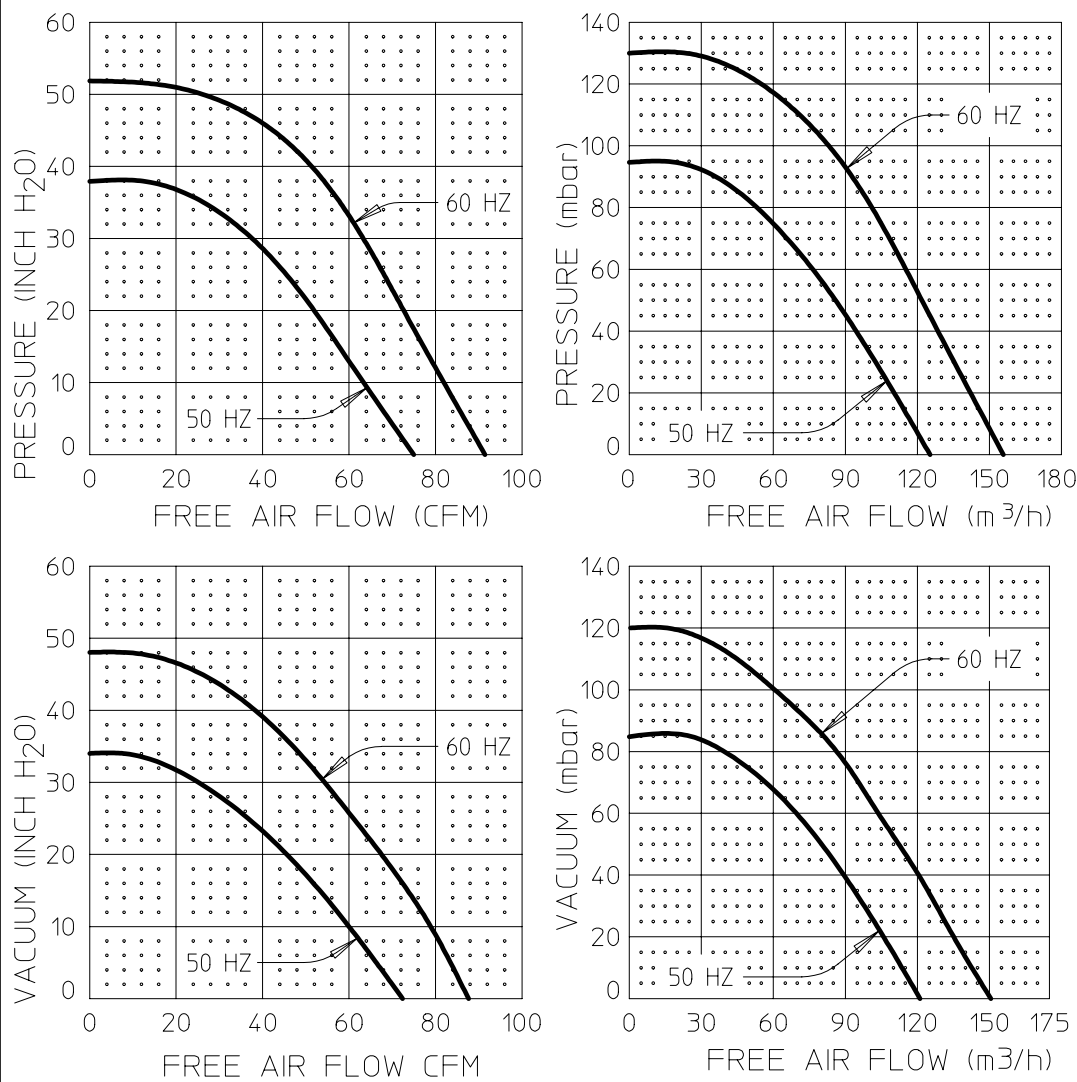 60
50
40
30
20
10
0
PRESSURE (INCH H2O)
60 HZ
50 HZ
0 20 40 60 80 100
FREE AIR FLOW (CFM)
140
120
100
80
60
40
20
0
PRESSURE (mbar)
60 HZ
50 HZ
0 30 60 90 120 150 180
FREE AIR FLOW (m³/h)
60
50
40
30
20
10
0
VACUUM (INCH H2O)
60 HZ
50 HZ
0 20 40 60 80 100
FREE AIR FLOW CFM
140
120
100
80
60
40
20
0
VACUUM (mbar)
60 HZ
50 HZ
0 30 60 90 120 150 175
FREE AIR FLOW (m3/h)